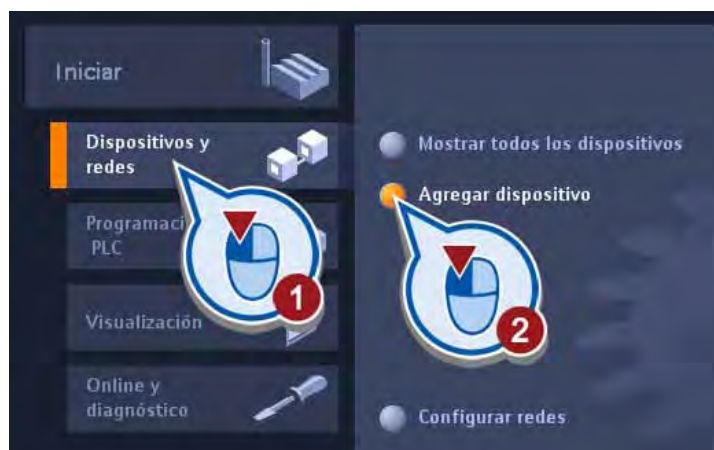 Iniciar
Dispositivos y
redes
Programaci
PLC
Visualización
Online y
diagnóstico
1
Mostrar todos los dispositivos
Agregar dispositivo
2
Configurar redes